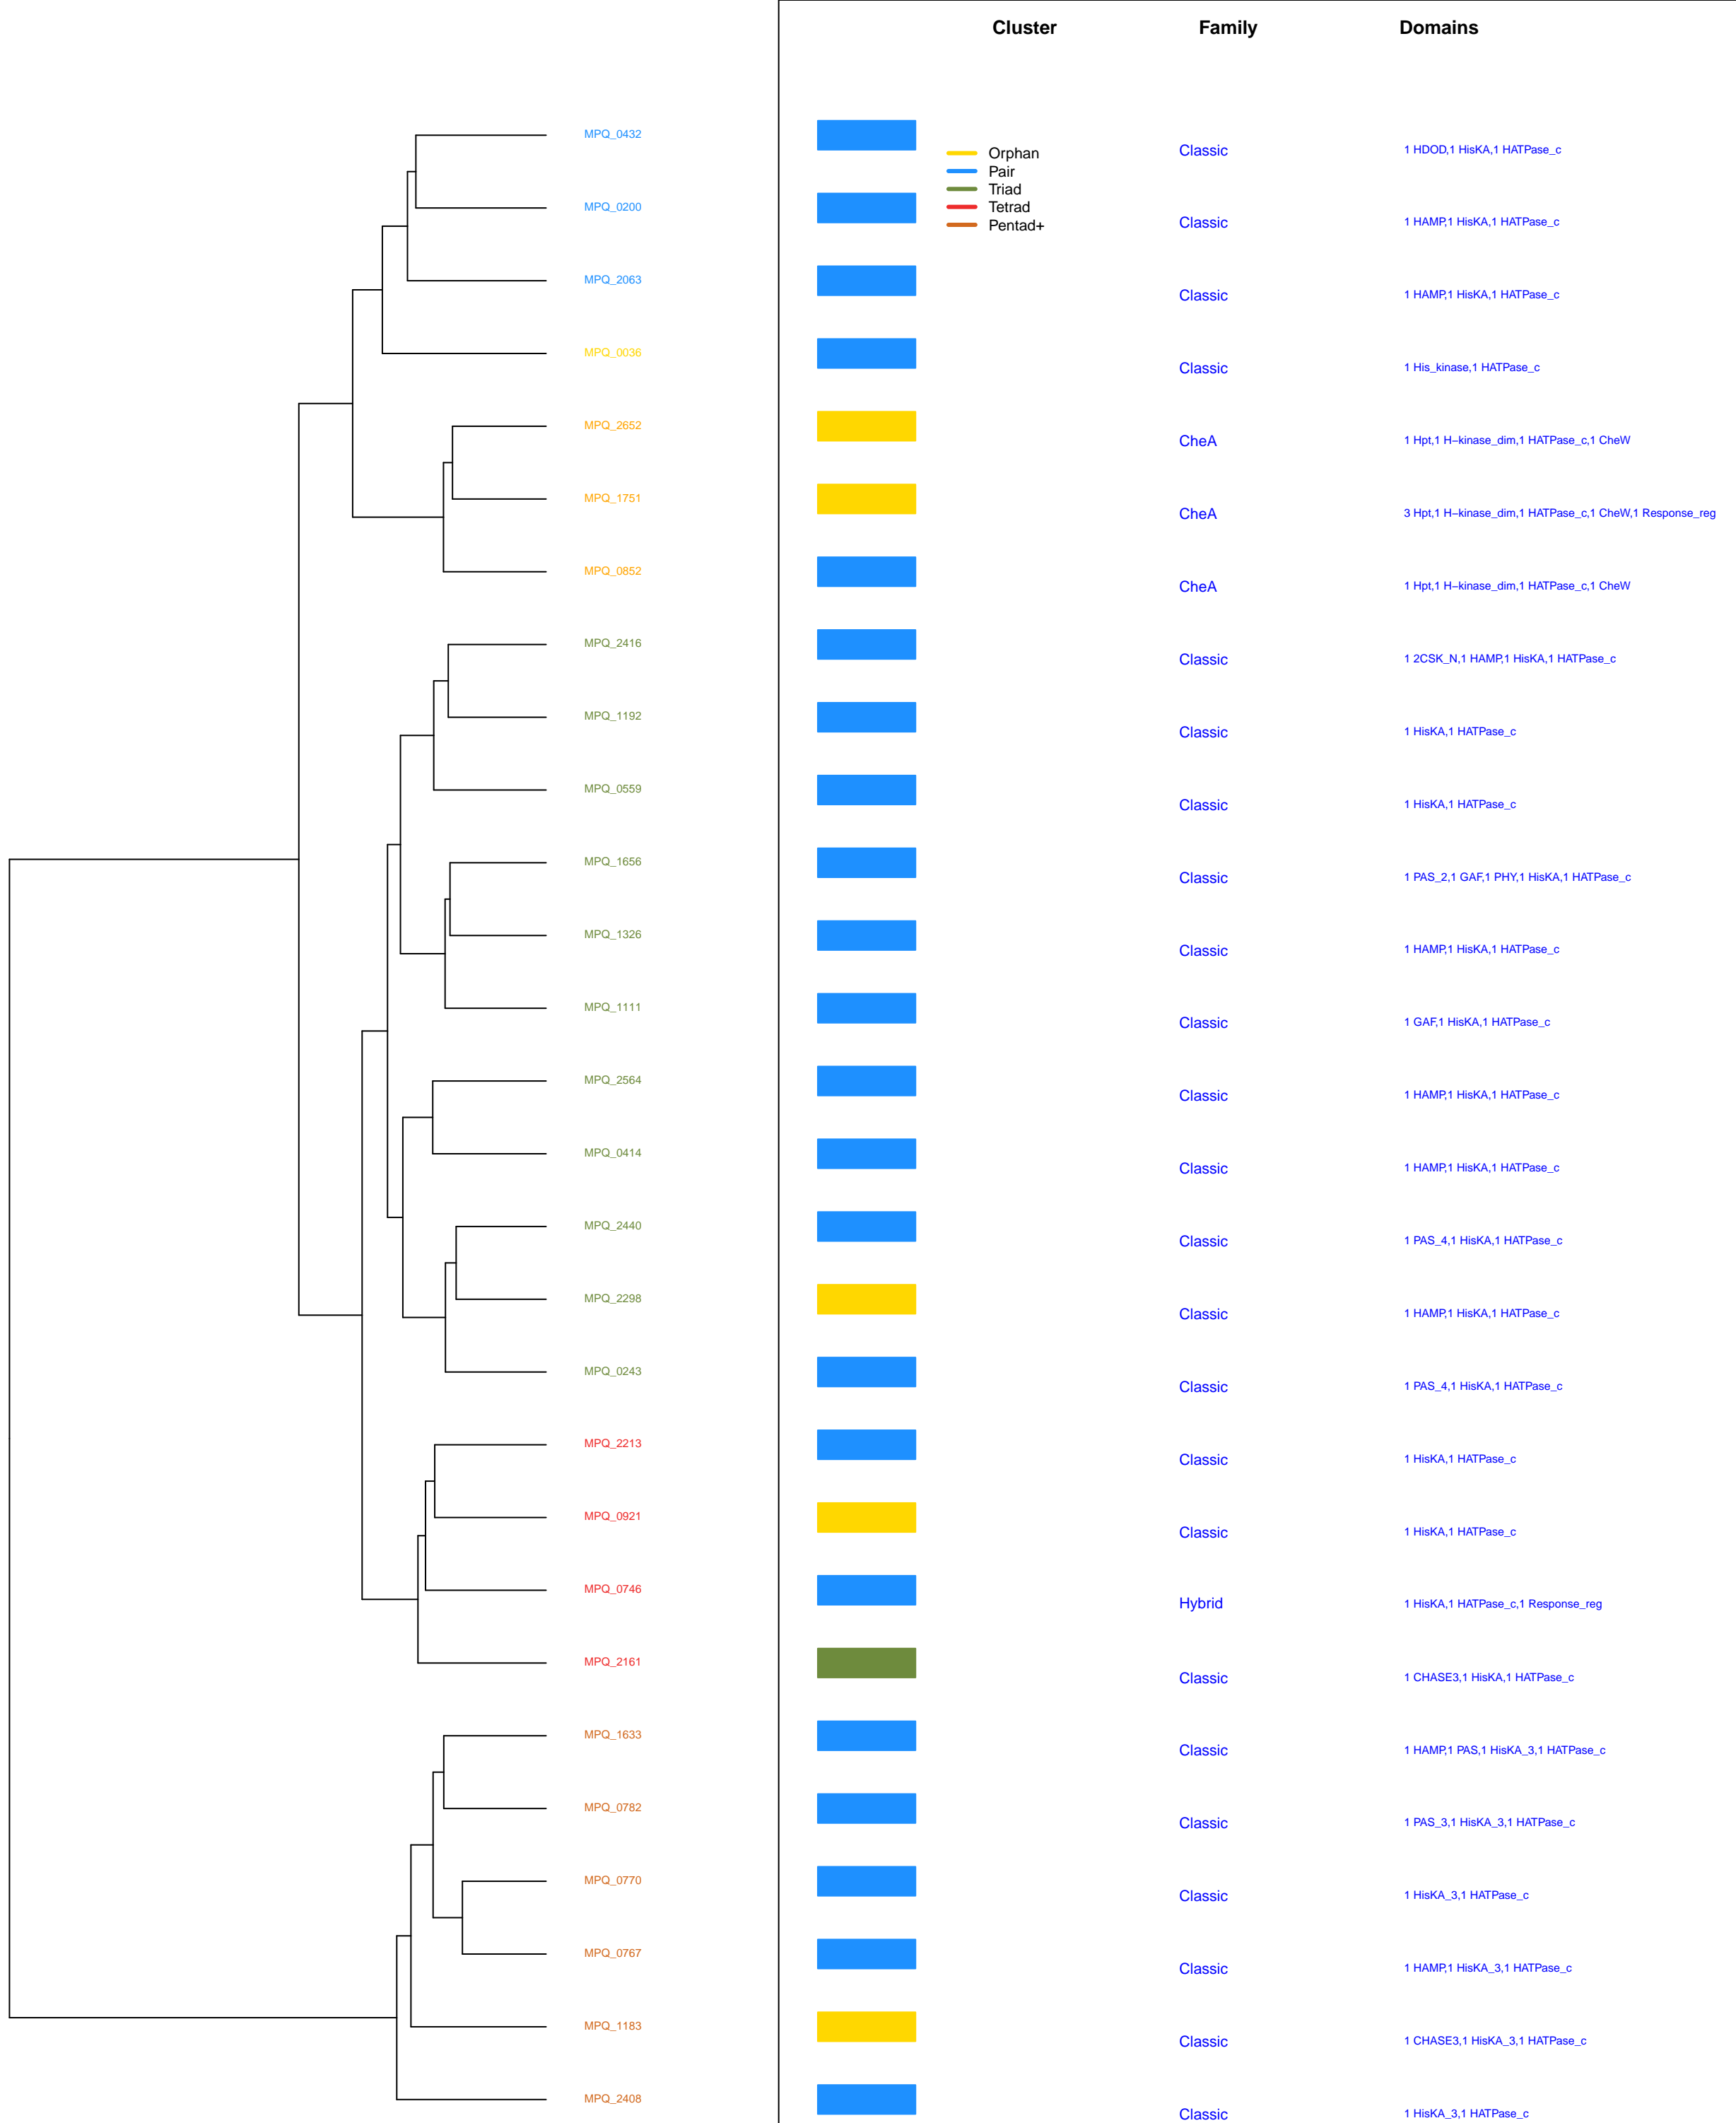 Cluster Family Domains
MPQ_0432 Classic 1 HDOD,1 HisKA,1 HATPase_c
Orphan
Pair
Triad
Tetrad
Pentad+
MPQ_0200 Classic 1 HAMP,1 HisKA,1 HATPase_c
MPQ_2063 Classic 1 HAMP,1 HisKA,1 HATPase_c
MPQ_0036 Classic 1 His_kinase,1 HATPase_c
MPQ_2652 CheA 1 Hpt,1 H−kinase_dim,1 HATPase_c,1 CheW
MPQ_1751 CheA 3 Hpt,1 H−kinase_dim,1 HATPase_c,1 CheW,1 Response_reg
MPQ_0852 CheA 1 Hpt,1 H−kinase_dim,1 HATPase_c,1 CheW
MPQ_2416 Classic 1 2CSK_N,1 HAMP,1 HisKA,1 HATPase_c
MPQ_1192 Classic 1 HisKA,1 HATPase_c
MPQ_0559 Classic 1 HisKA,1 HATPase_c
MPQ_1656 Classic 1 PAS_2,1 GAF,1 PHY,1 HisKA,1 HATPase_c
MPQ_1326 Classic 1 HAMP,1 HisKA,1 HATPase_c
MPQ_1111 Classic 1 GAF,1 HisKA,1 HATPase_c
MPQ_2564 Classic 1 HAMP,1 HisKA,1 HATPase_c
MPQ_0414 Classic 1 HAMP,1 HisKA,1 HATPase_c
MPQ_2440 Classic 1 PAS_4,1 HisKA,1 HATPase_c
MPQ_2298 Classic 1 HAMP,1 HisKA,1 HATPase_c
MPQ_0243 Classic 1 PAS_4,1 HisKA,1 HATPase_c
MPQ_2213 Classic 1 HisKA,1 HATPase_c
MPQ_0921 Classic 1 HisKA,1 HATPase_c
MPQ_0746 Hybrid 1 HisKA,1 HATPase_c,1 Response_reg
MPQ_2161 Classic 1 CHASE3,1 HisKA,1 HATPase_c
MPQ_1633 Classic 1 HAMP,1 PAS,1 HisKA_3,1 HATPase_c
MPQ_0782 Classic 1 PAS_3,1 HisKA_3,1 HATPase_c
MPQ_0770 Classic 1 HisKA_3,1 HATPase_c
MPQ_0767 Classic 1 HAMP,1 HisKA_3,1 HATPase_c
MPQ_1183 Classic 1 CHASE3,1 HisKA_3,1 HATPase_c
MPQ_2408 Classic 1 HisKA_3,1 HATPase_c